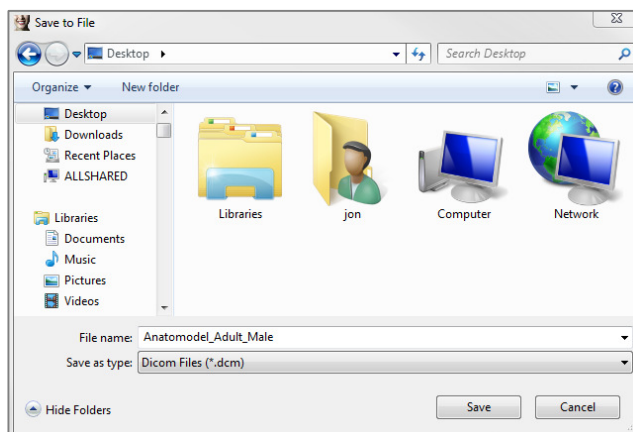 Save to File
Desktop
Search Desktop
Organize
New folder
Desktop
Downloads
Recent Places
ALLSHARED
Libraries
Documents
Music
Pictures
Videos
Libraries
jon
Computer
Network
File name: Anatomodel_Adult_Male
Save as type: Dicom Files (*.dcm)
Hide Folders
Save
Cancel